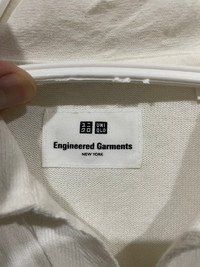 ユニ UNI
クロ QLO
Engineered Garments
NEW YORK